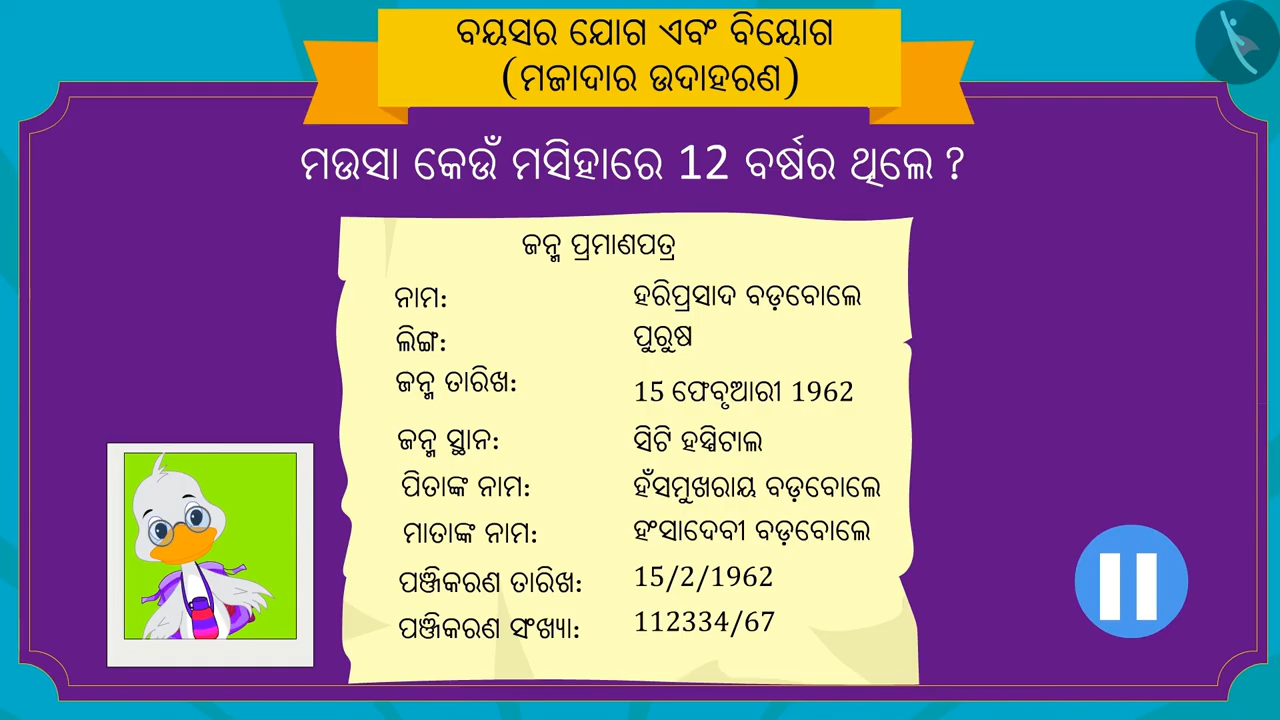 ବୟସର ଯୋଗ ଏବଂ ବିୟୋଗ
(ମଜାଦାର ଉଦାହରଣ)
ମଉସା କେଉଁ ମସିହାରେ 12 ବର୍ଷର ଥିଲେ ?
ଜନ୍ମ ପ୍ରମାଣପତ୍ର
ନାମ: ହରିପ୍ରସାଦ ବଡ଼ବୋଲେ
ଲିଙ୍ଗ: ପୁରୁଷ
ଜନ୍ମ ତାରିଖ: 15 ଫେବୃଆରୀ 1962
ଜନ୍ମ ସ୍ଥାନ: ସିଟି ହସ୍ପିଟାଲ
ପିତାଙ୍କ ନାମ: ହଁସମୁଖରାୟ ବଡ଼ବୋଲେ
ମାତାଙ୍କ ନାମ: ହଂସାଦେବୀ ବଡ଼ବୋଲେ
ପଞ୍ଜିକରଣ ତାରିଖ: 15/2/1962
ପଞ୍ଜିକରଣ ସଂଖ୍ୟା: 112334/67